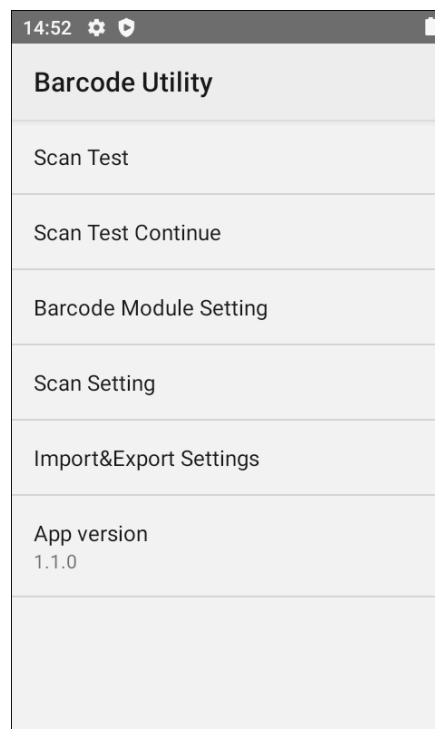 14:52
Barcode Utility
Scan Test
Scan Test Continue
Barcode Module Setting
Scan Setting
Import&Export Settings
App version
1.1.0